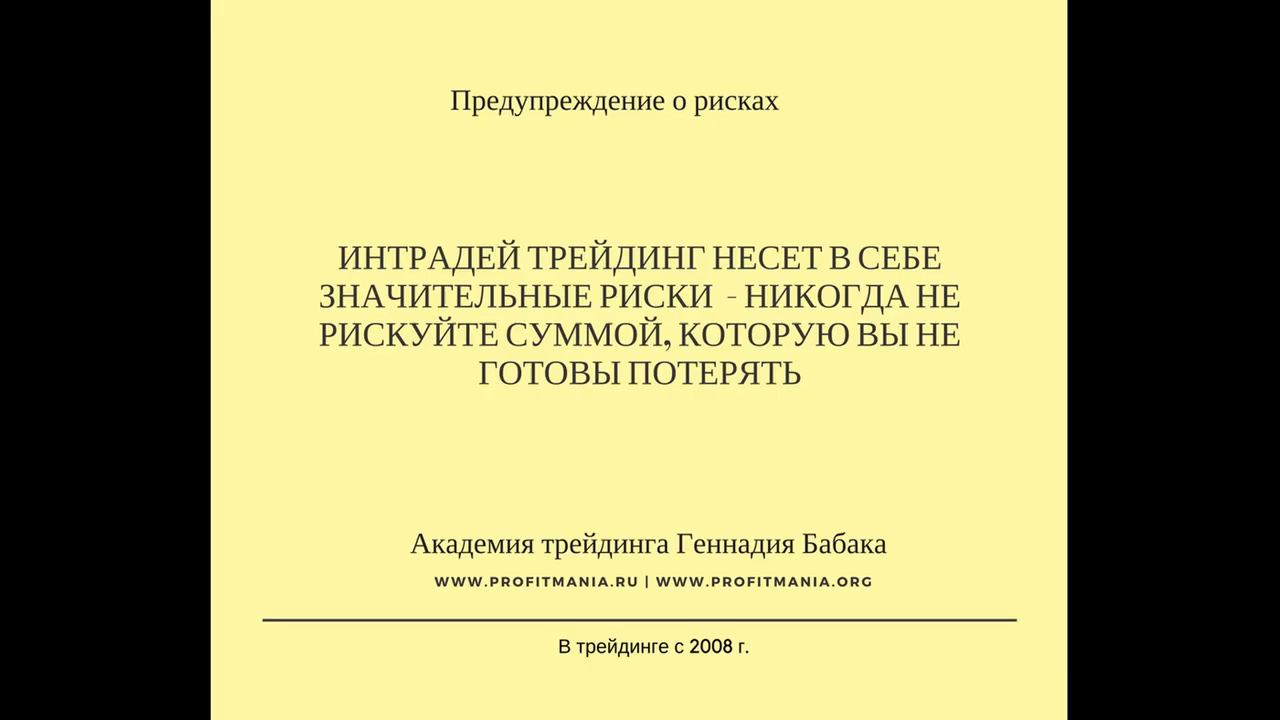 Предупреждение о рисках
ИНТРАДЕЙ ТРЕЙДИНГ НЕСЕТ В СЕБЕ
ЗНАЧИТЕЛЬНЫЕ РИСКИ - НИКОГДА НЕ
РИСКУЙТЕ СУММОЙ, КОТОРУЮ ВЫ НЕ
ГОТОВЫ ПОТЕРЯТЬ
Академия трейдинга Геннадия Бабака
WWW.PROFITMANIA.RU | WWW.PROFITMANIA.ORG
В трейдинге с 2008 г.